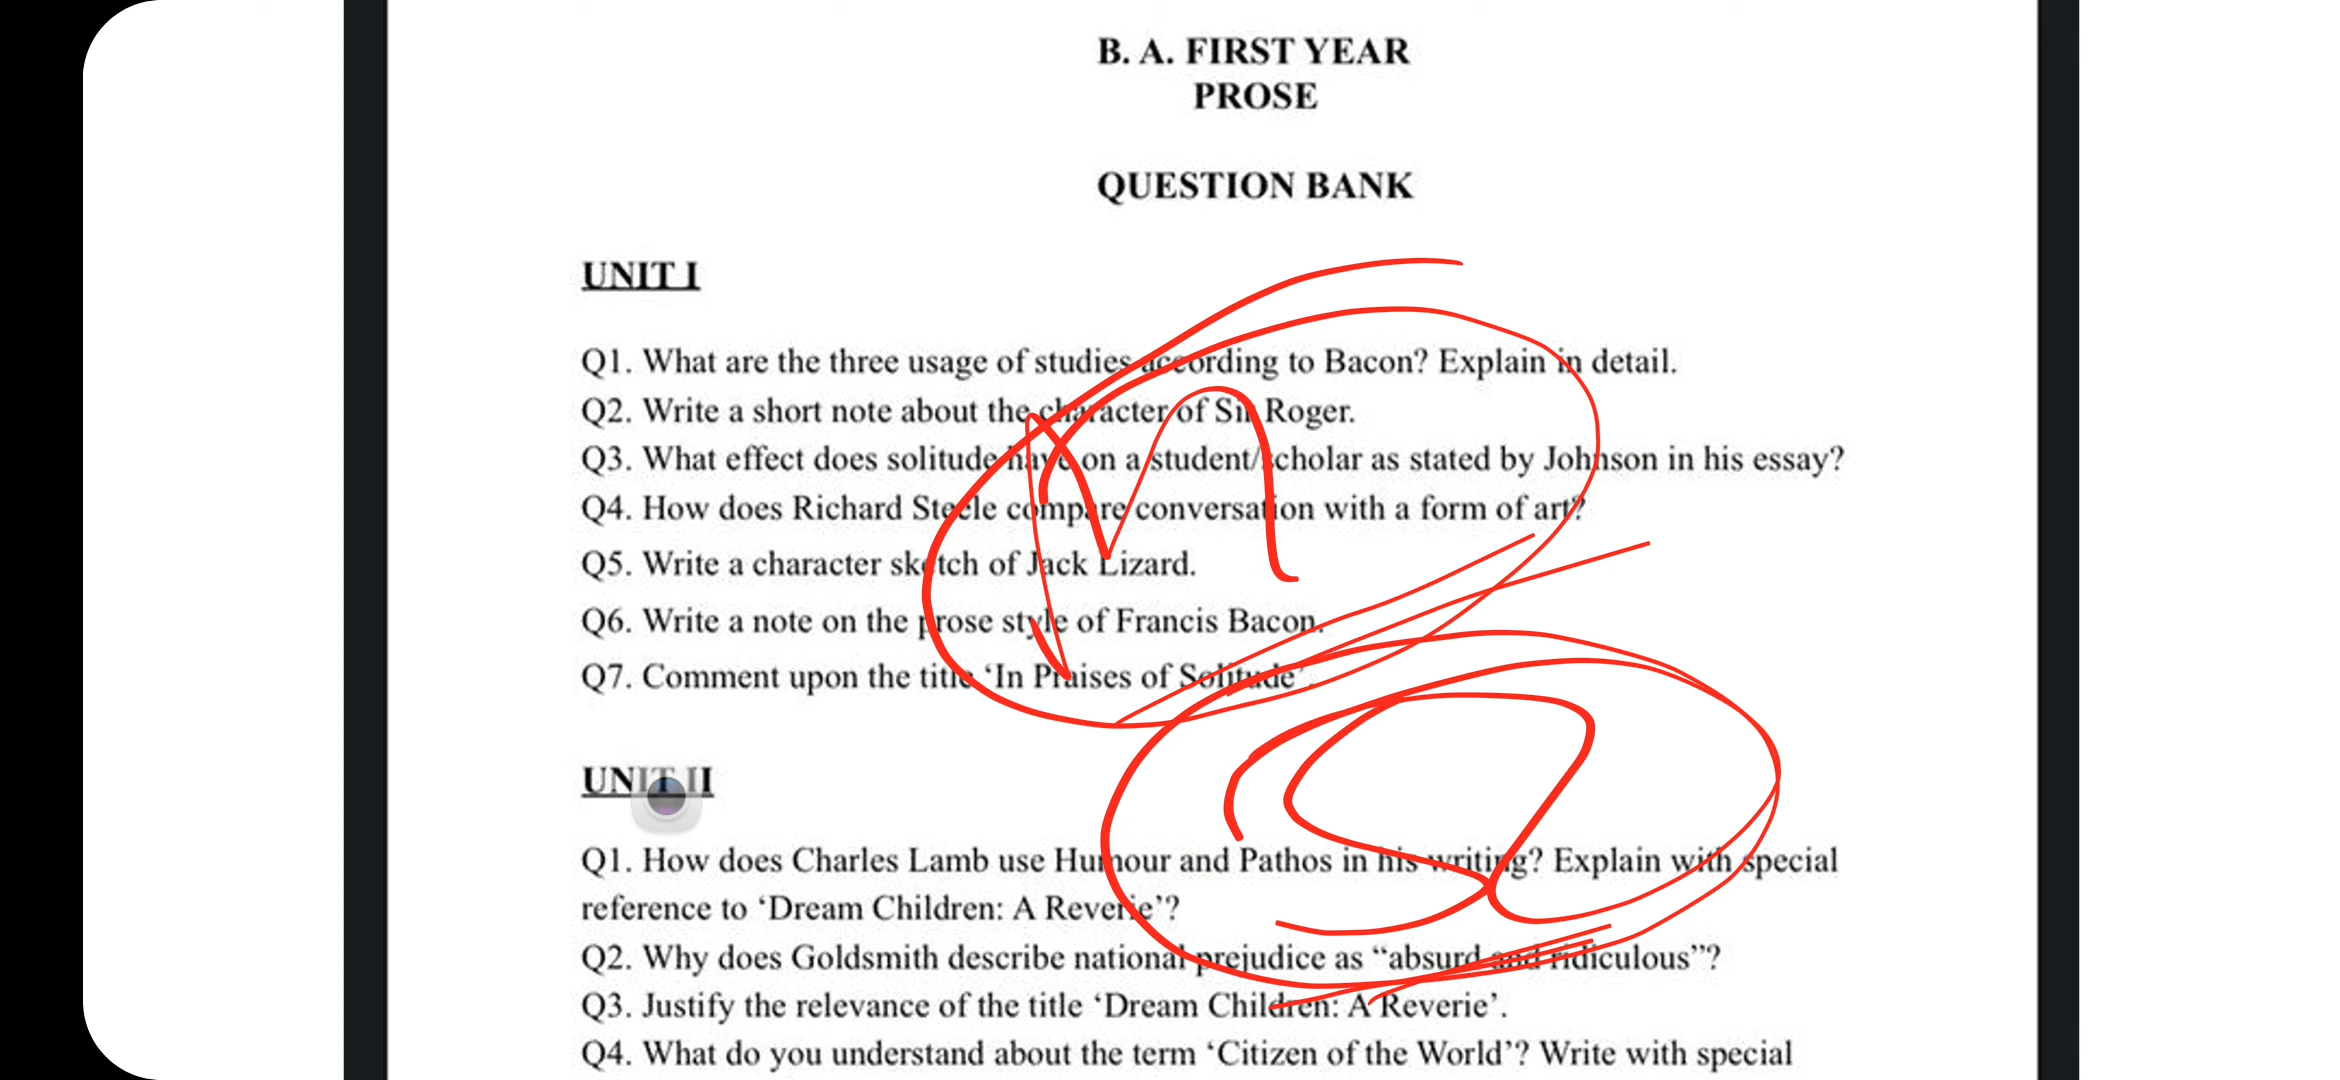 B. A. FIRST YEAR
PROSE
QUESTION BANK
UNIT I
Q1. What are the three usage of studies according to Bacon? Explain in detail.
Q2. Write a short note about the character of Sir Roger.
Q3. What effect does solitude have on a student/scholar as stated by Johnson in his essay?
Q4. How does Richard Steele compare conversation with a form of art?
Q5. Write a character sketch of Jack Lizard.
Q6. Write a note on the prose style of Francis Bacon.
Q7. Comment upon the title ‘In Praises of Solitude’.
UNIT II
Q1. How does Charles Lamb use Humour and Pathos in his writing? Explain with special
reference to ‘Dream Children: A Reverie’?
Q2. Why does Goldsmith describe national prejudice as “absurd and ridiculous”?
Q3. Justify the relevance of the title ‘Dream Children: A Reverie’.
Q4. What do you understand about the term ‘Citizen of the World’? Write with special